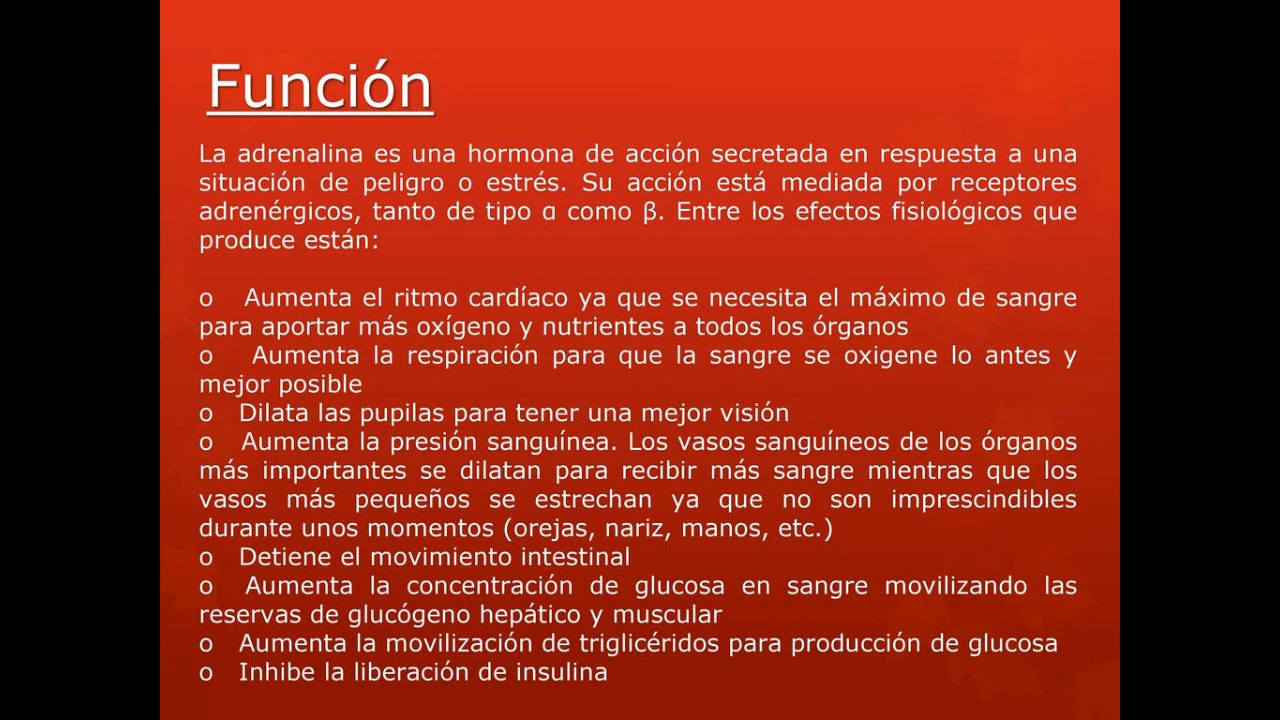 Función
La adrenalina es una hormona de acción secretada en respuesta a una
situación de peligro o estrés. Su acción está mediada por receptores
adrenérgicos, tanto de tipo α como β. Entre los efectos fisiológicos que
produce están:
o Aumenta el ritmo cardíaco ya que se necesita el máximo de sangre
para aportar más oxígeno y nutrientes a todos los órganos
o Aumenta la respiración para que la sangre se oxigene lo antes y
mejor posible
o Dilata las pupilas para tener una mejor visión
o Aumenta la presión sanguínea. Los vasos sanguíneos de los órganos
más importantes se dilatan para recibir más sangre mientras que los
vasos más pequeños se estrechan ya que no son imprescindibles
durante unos momentos (orejas, nariz, manos, etc.)
o Detiene el movimiento intestinal
o Aumenta la concentración de glucosa en sangre movilizando las
reservas de glucógeno hepático y muscular
o Aumenta la movilización de triglicéridos para producción de glucosa
o Inhibe la liberación de insulina